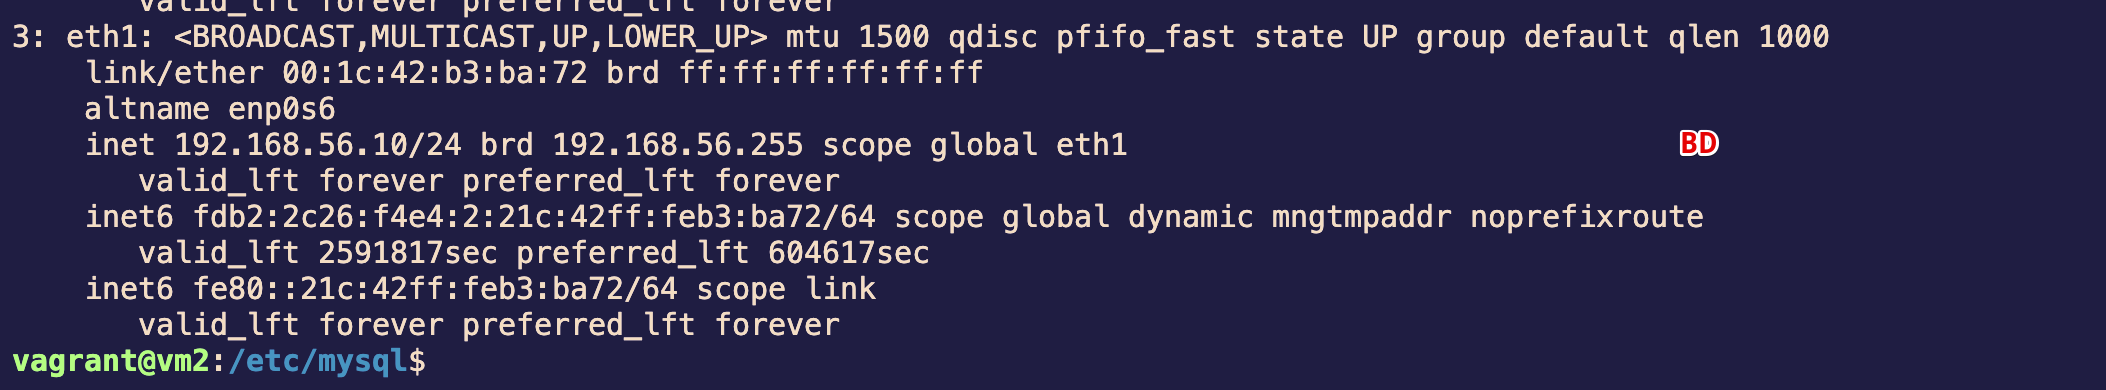 valid_lft forever preferred_lft forever
3: eth1: <BROADCAST,MULTICAST,UP,LOWER_UP> mtu 1500 qdisc pfifo_fast state UP group default qlen 1000
link/ether 00:1c:42:b3:ba:72 brd ff:ff:ff:ff:ff:ff
altname enp0s6
inet 192.168.56.10/24 brd 192.168.56.255 scope global eth1 BD
valid_lft forever preferred_lft forever
inet6 fdb2:2c26:f4e4:2:21c:42ff:feb3:ba72/64 scope global dynamic mngtmpaddr noprefixroute
valid_lft 2591817sec preferred_lft 604617sec
inet6 fe80::21c:42ff:feb3:ba72/64 scope link
valid_lft forever preferred_lft forever
vagrant@vm2:/etc/mysql$